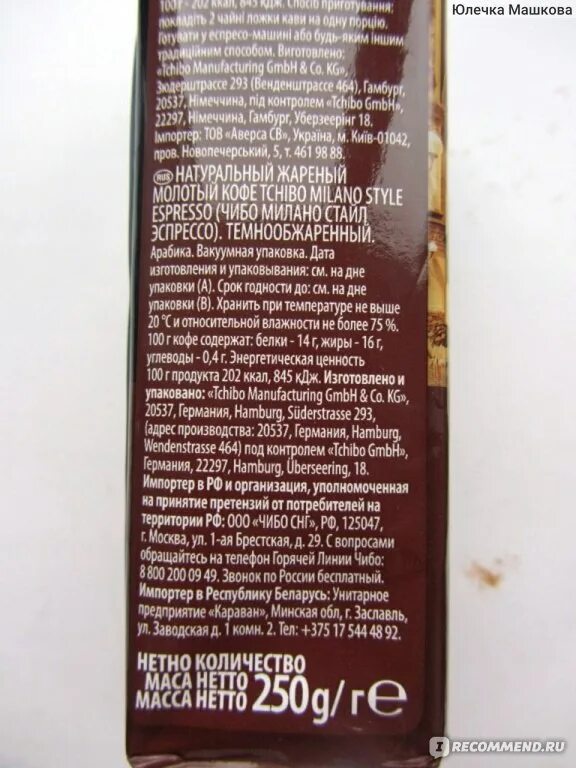 Юлечка Машкова
100г - 202 ккал, 845 кДж. Спосіб приготування:
покладіть 2 чайні ложки кави на одну порцію.
Готувати у еспресо-машині або будь-яким іншим
традиційним способом. Виготовлено:
«Tchibo Manufacturing GmbH & Co. KG»,
Зюдерштрассе 293 (Венденштрассе 464), Гамбург,
20537, Німеччина, під контролем «Tchibo GmbH»,
22297, Німеччина, Гамбург, Уберзеерінг 18.
Імпортер: ТОВ «Аверса СВ», Україна, м. Київ-01042,
пров. Новопечерський, 5, т. 461 98 88.
RUS НАТУРАЛЬНЫЙ ЖАРЕНЫЙ
МОЛОТЫЙ КОФЕ TCHIBO MILANO STYLE
ESPRESSO (ЧИБО МИЛАНО СТАЙЛ
ЭСПРЕССО). ТЕМНООБЖАРЕННЫЙ.
Арабика. Вакуумная упаковка. Дата
изготовления и упаковывания: см. на дне
упаковки (А). Срок годности до: см. на дне
упаковки (В). Хранить при температуре не выше
20 °С и относительной влажности не более 75 %.
100 г кофе содержат: белки - 14 г, жиры - 16 г,
углеводы - 0,4 г. Энергетическая ценность
100 г продукта 202 ккал, 845 кДж. Изготовлено и
упаковано: «Tchibo Manufacturing GmbH & Co. KG»,
20537, Германия, Hamburg, Süderstrasse 293,
(адрес производства: 20537, Германия, Hamburg,
Wendenstrasse 464) под контролем «Tchibo GmbH»,
Германия, 22297, Hamburg, Überseering, 18.
Импортер в РФ и организация, уполномоченная
на принятие претензий от потребителей на
территории РФ: ООО «ЧИБО СНГ», РФ, 125047,
г. Москва, ул. 1-ая Брестская, д. 29. С вопросами
обращайтесь на телефон Горячей Линии Чибо:
8 800 200 09 49. Звонок по России бесплатный.
Импортер в Республику Беларусь: Унитарное
предприятие «Караван», Минская обл, г. Заславль,
ул. Заводская д. 1 комн. 2. Тел: +375 17 544 48 92.
НЕТНО КОЛИЧЕСТВО
МАСА НЕТТО
МАССА НЕТТО 250g/г e
IRECOMMEND.RU